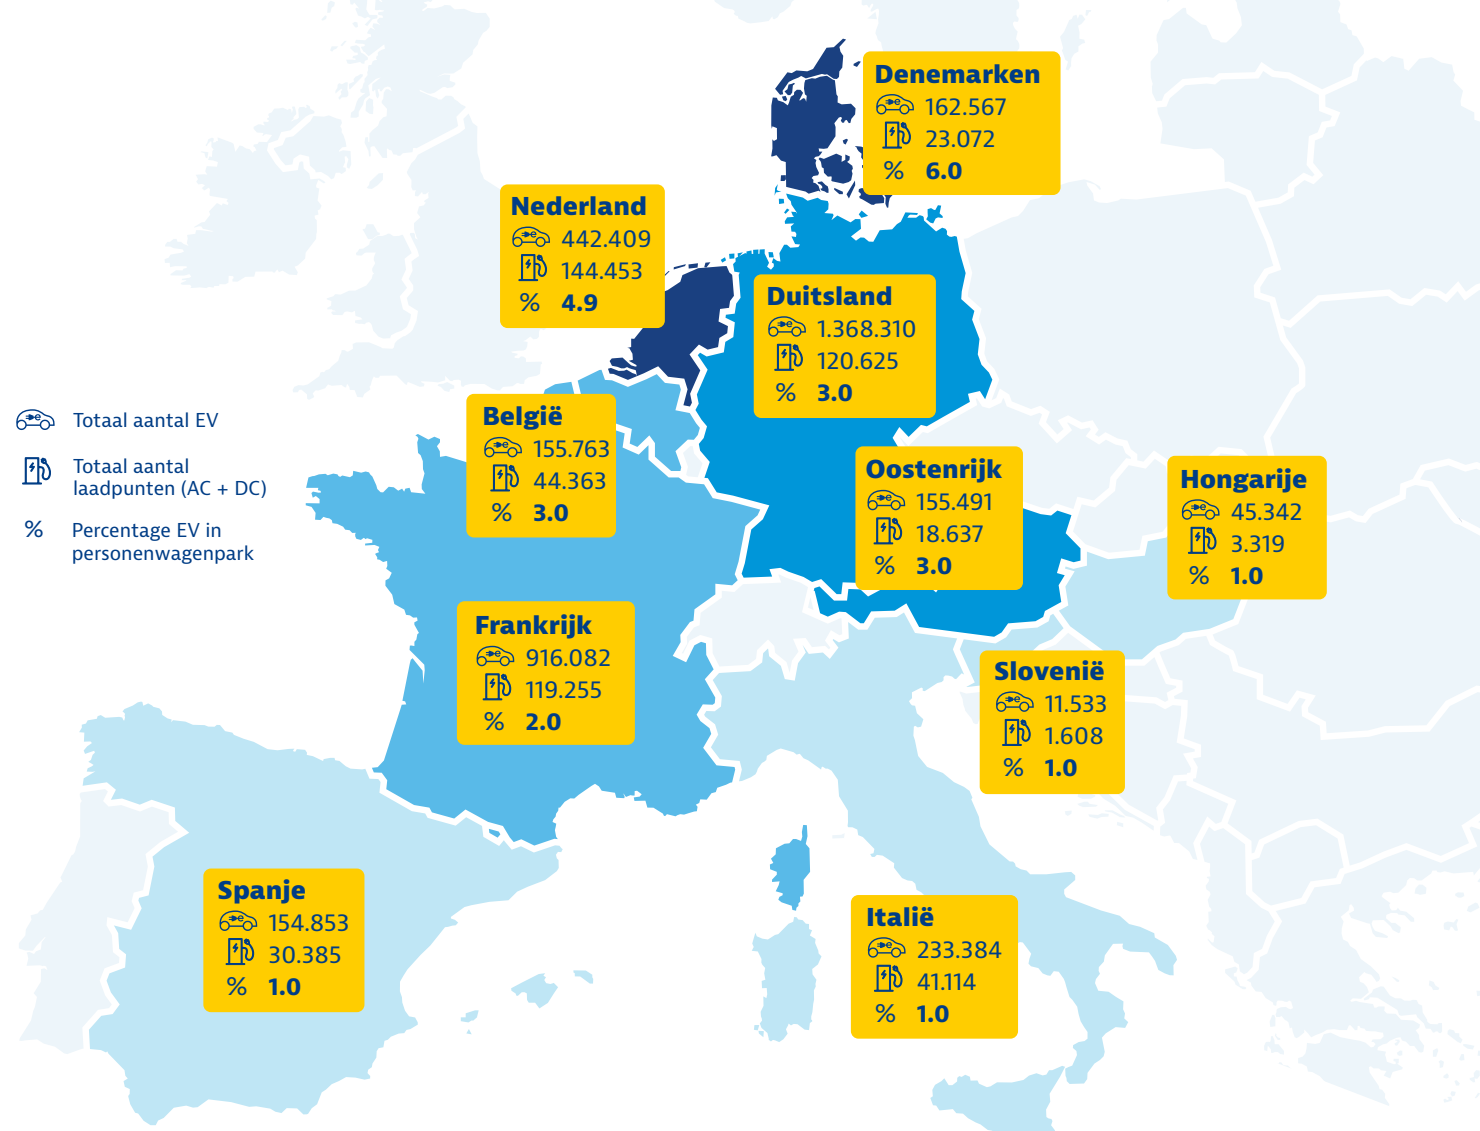 Denemarken
162.567
23.072
% 6.0
Nederland
442.409
144.453
% 4.9
Duitsland
1.368.310
120.625
% 3.0
België
155.763
44.363
% 3.0
Totaal aantal EV
Totaal aantal
laadpunten (AC + DC)
% Percentage EV in
personenwagenpark
Oostenrijk
155.491
18.637
% 3.0
Hongarije
45.342
3.319
% 1.0
Frankrijk
916.082
119.255
% 2.0
Slovenië
11.533
1.608
% 1.0
Spanje
154.853
30.385
% 1.0
Italië
233.384
41.114
% 1.0